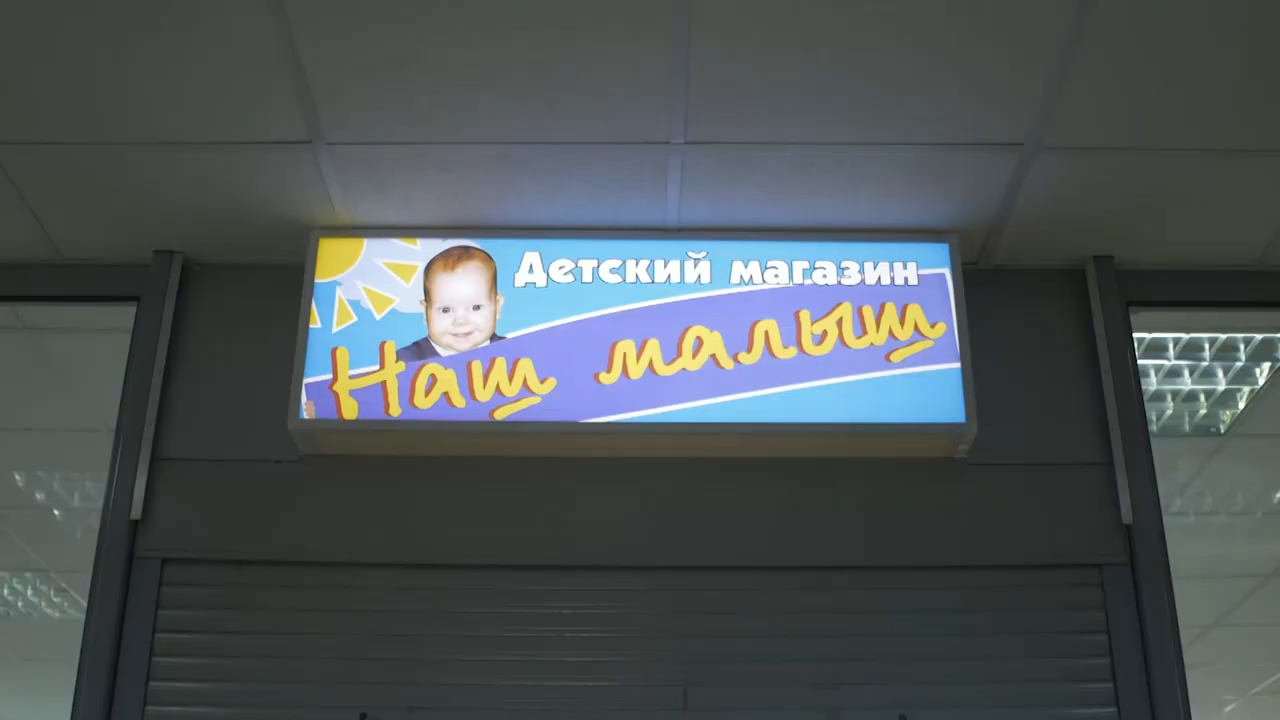 Детский магазин
Наш малыш